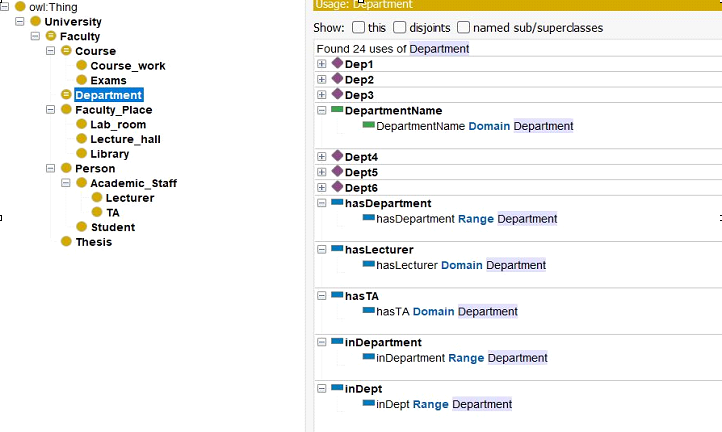 owl:Thing
University
Faculty
Course
Course_work
Exams
Department
Faculty_Place
Lab_room
Lecture_hall
Library
Person
Academic_Staff
Lecturer
TA
Student
Thesis
Usage: Department
Show: this disjoints named sub/superclasses
Found 24 uses of Department
Dep1
Dep2
Dep3
DepartmentName
DepartmentName Domain Department
Dept4
Dept5
Dept6
hasDepartment
hasDepartment Range Department
hasLecturer
hasLecturer Domain Department
hasTA
hasTA Domain Department
inDepartment
inDepartment Range Department
inDept
inDept Range Department